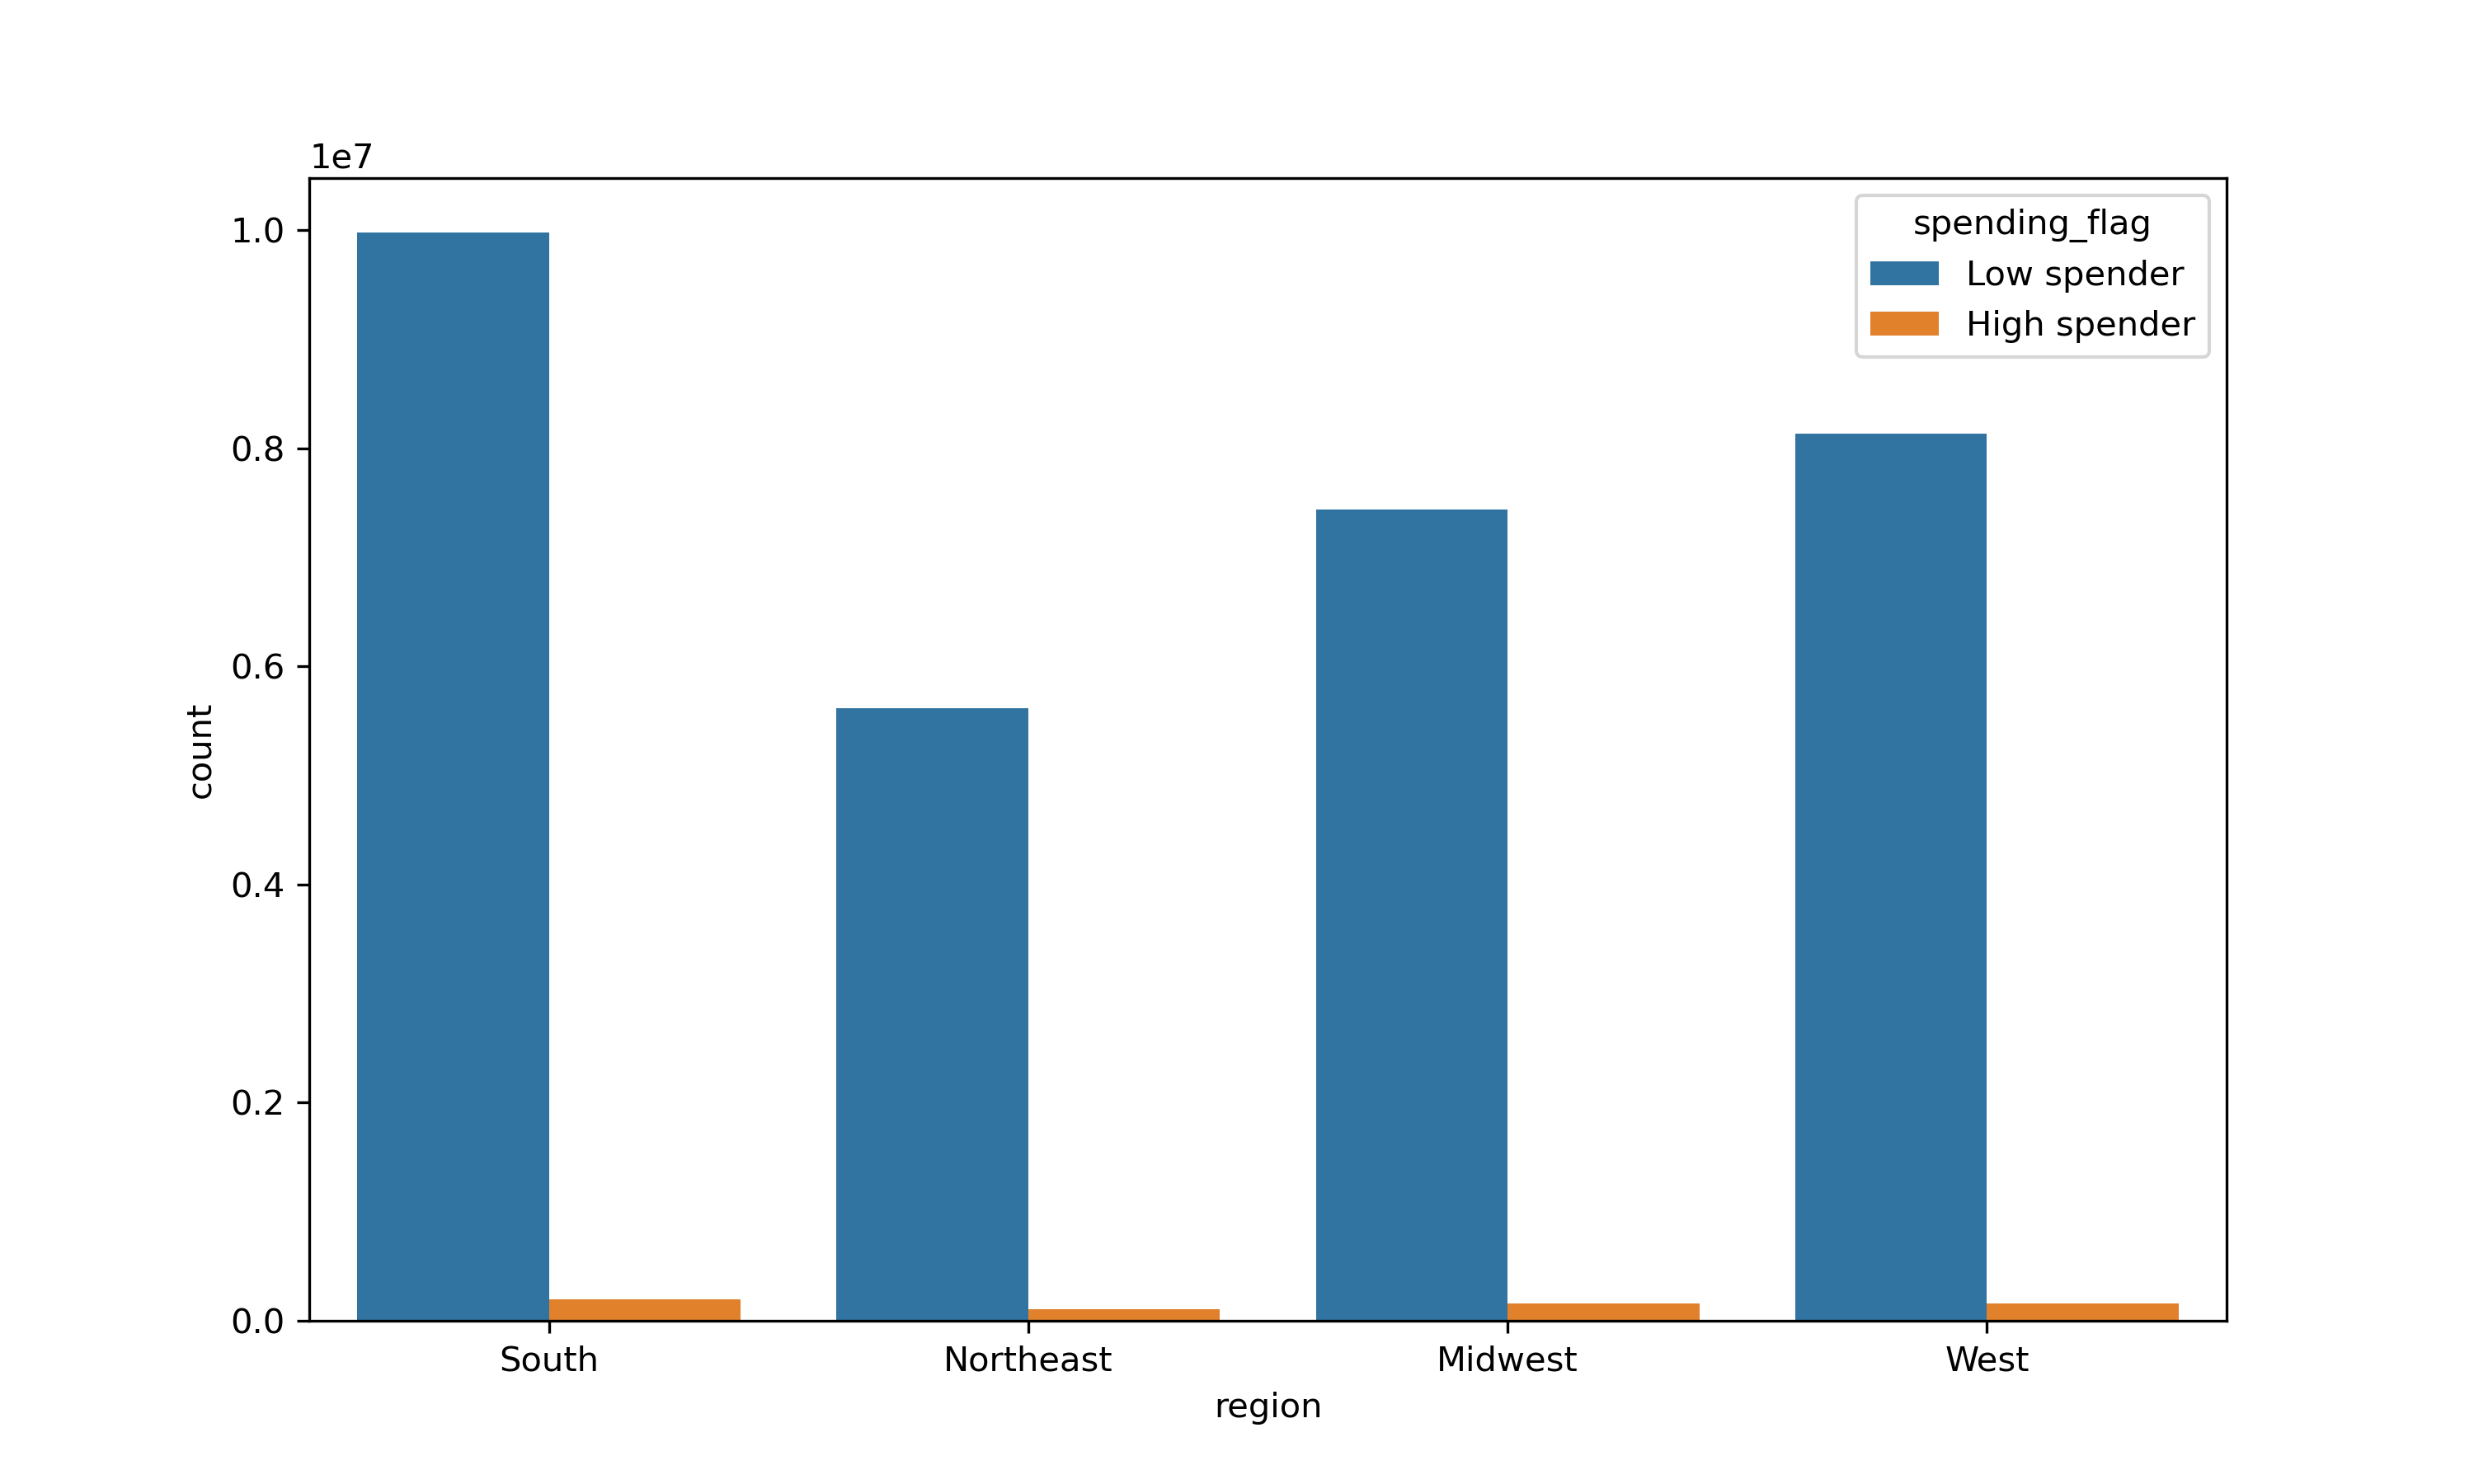 1e7
1.0
0.8
0.6
0.4
0.2
0.0
count
South
Northeast
Midwest
West
region
spending_flag
Low spender
High spender